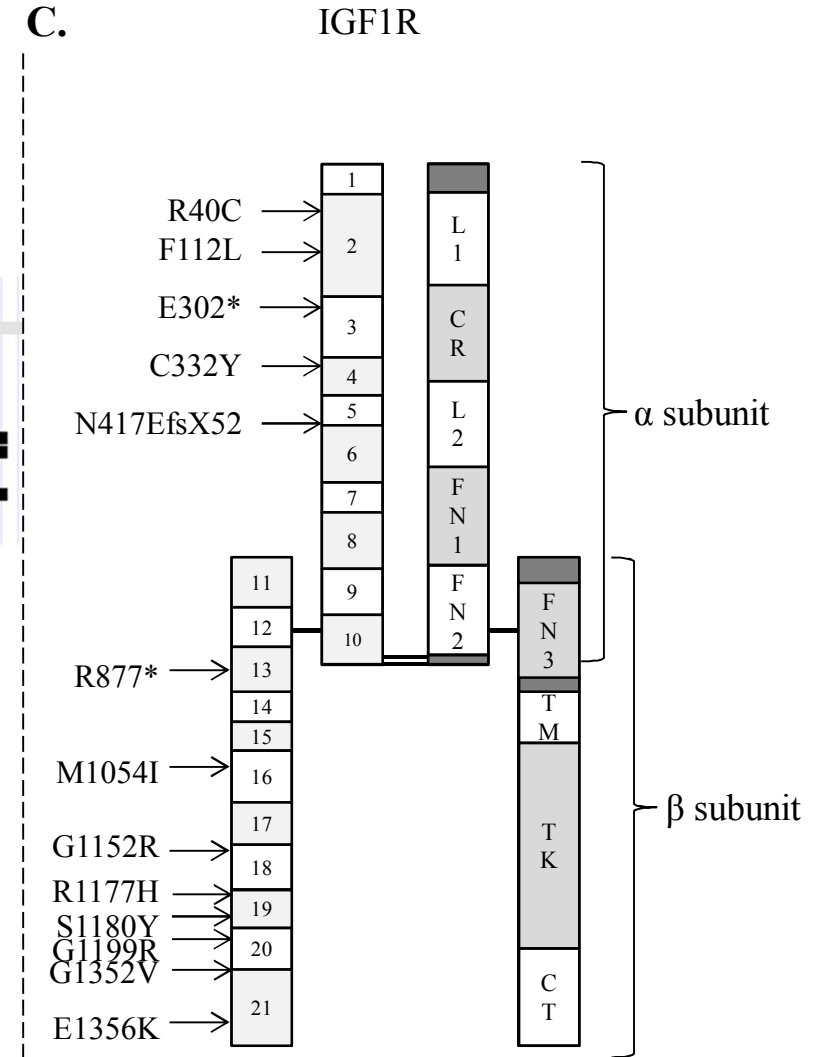 C.
IGF1R
R40C
F112L
E302*
C332Y
N417EfsX52
R877*
M1054I
G1152R
R1177H
S1180Y
G1199R
G1352V
E1356K
1
2
3
4
5
6
7
8
9
10
11
12
13
14
15
16
17
18
19
20
21
L
1
C
R
L
2
F
N
1
F
N
2
F
N
3
T
M
T
K
C
T
α subunit
β subunit